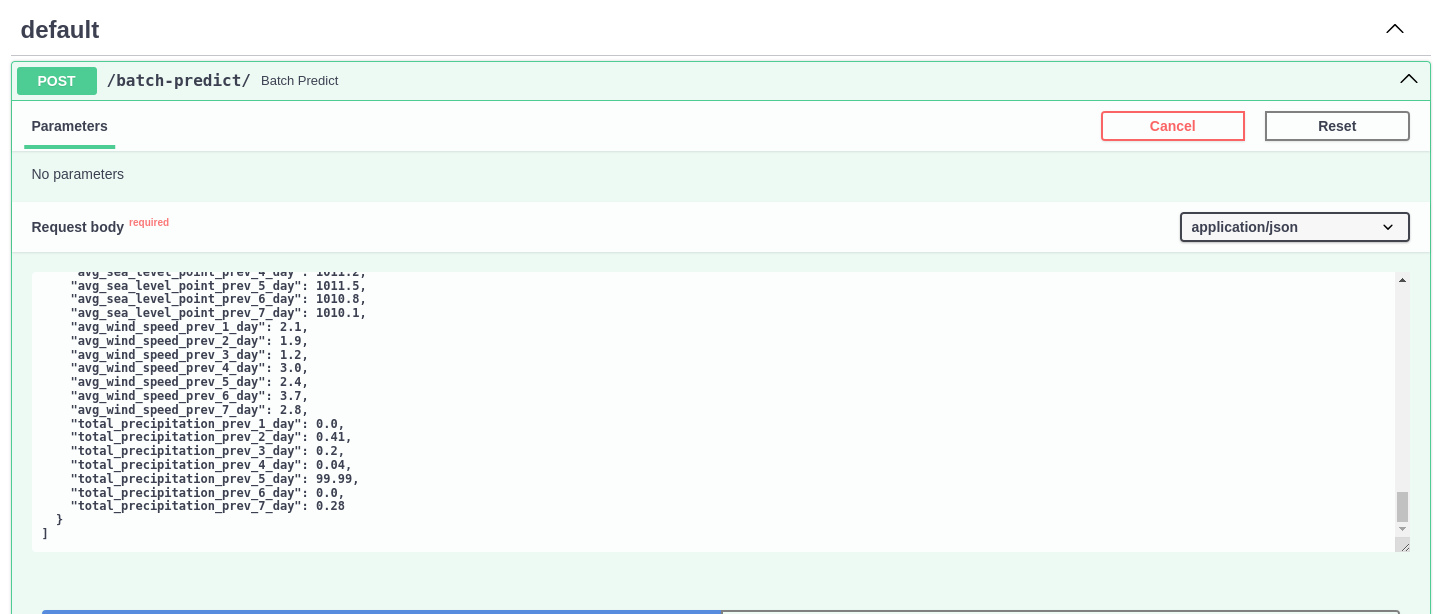 default
POST /batch-predict/ Batch Predict
Parameters
Cancel
Reset
No parameters
Request body required
application/json
"avg_sea_level_point_prev_4_day": 1011.2,
"avg_sea_level_point_prev_5_day": 1011.5,
"avg_sea_level_point_prev_6_day": 1010.8,
"avg_sea_level_point_prev_7_day": 1010.1,
"avg_wind_speed_prev_1_day": 2.1,
"avg_wind_speed_prev_2_day": 1.9,
"avg_wind_speed_prev_3_day": 1.2,
"avg_wind_speed_prev_4_day": 3.0,
"avg_wind_speed_prev_5_day": 2.4,
"avg_wind_speed_prev_6_day": 3.7,
"avg_wind_speed_prev_7_day": 2.8,
"total_precipitation_prev_1_day": 0.0,
"total_precipitation_prev_2_day": 0.41,
"total_precipitation_prev_3_day": 0.2,
"total_precipitation_prev_4_day": 0.04,
"total_precipitation_prev_5_day": 99.99,
"total_precipitation_prev_6_day": 0.0,
"total_precipitation_prev_7_day": 0.28
}
]